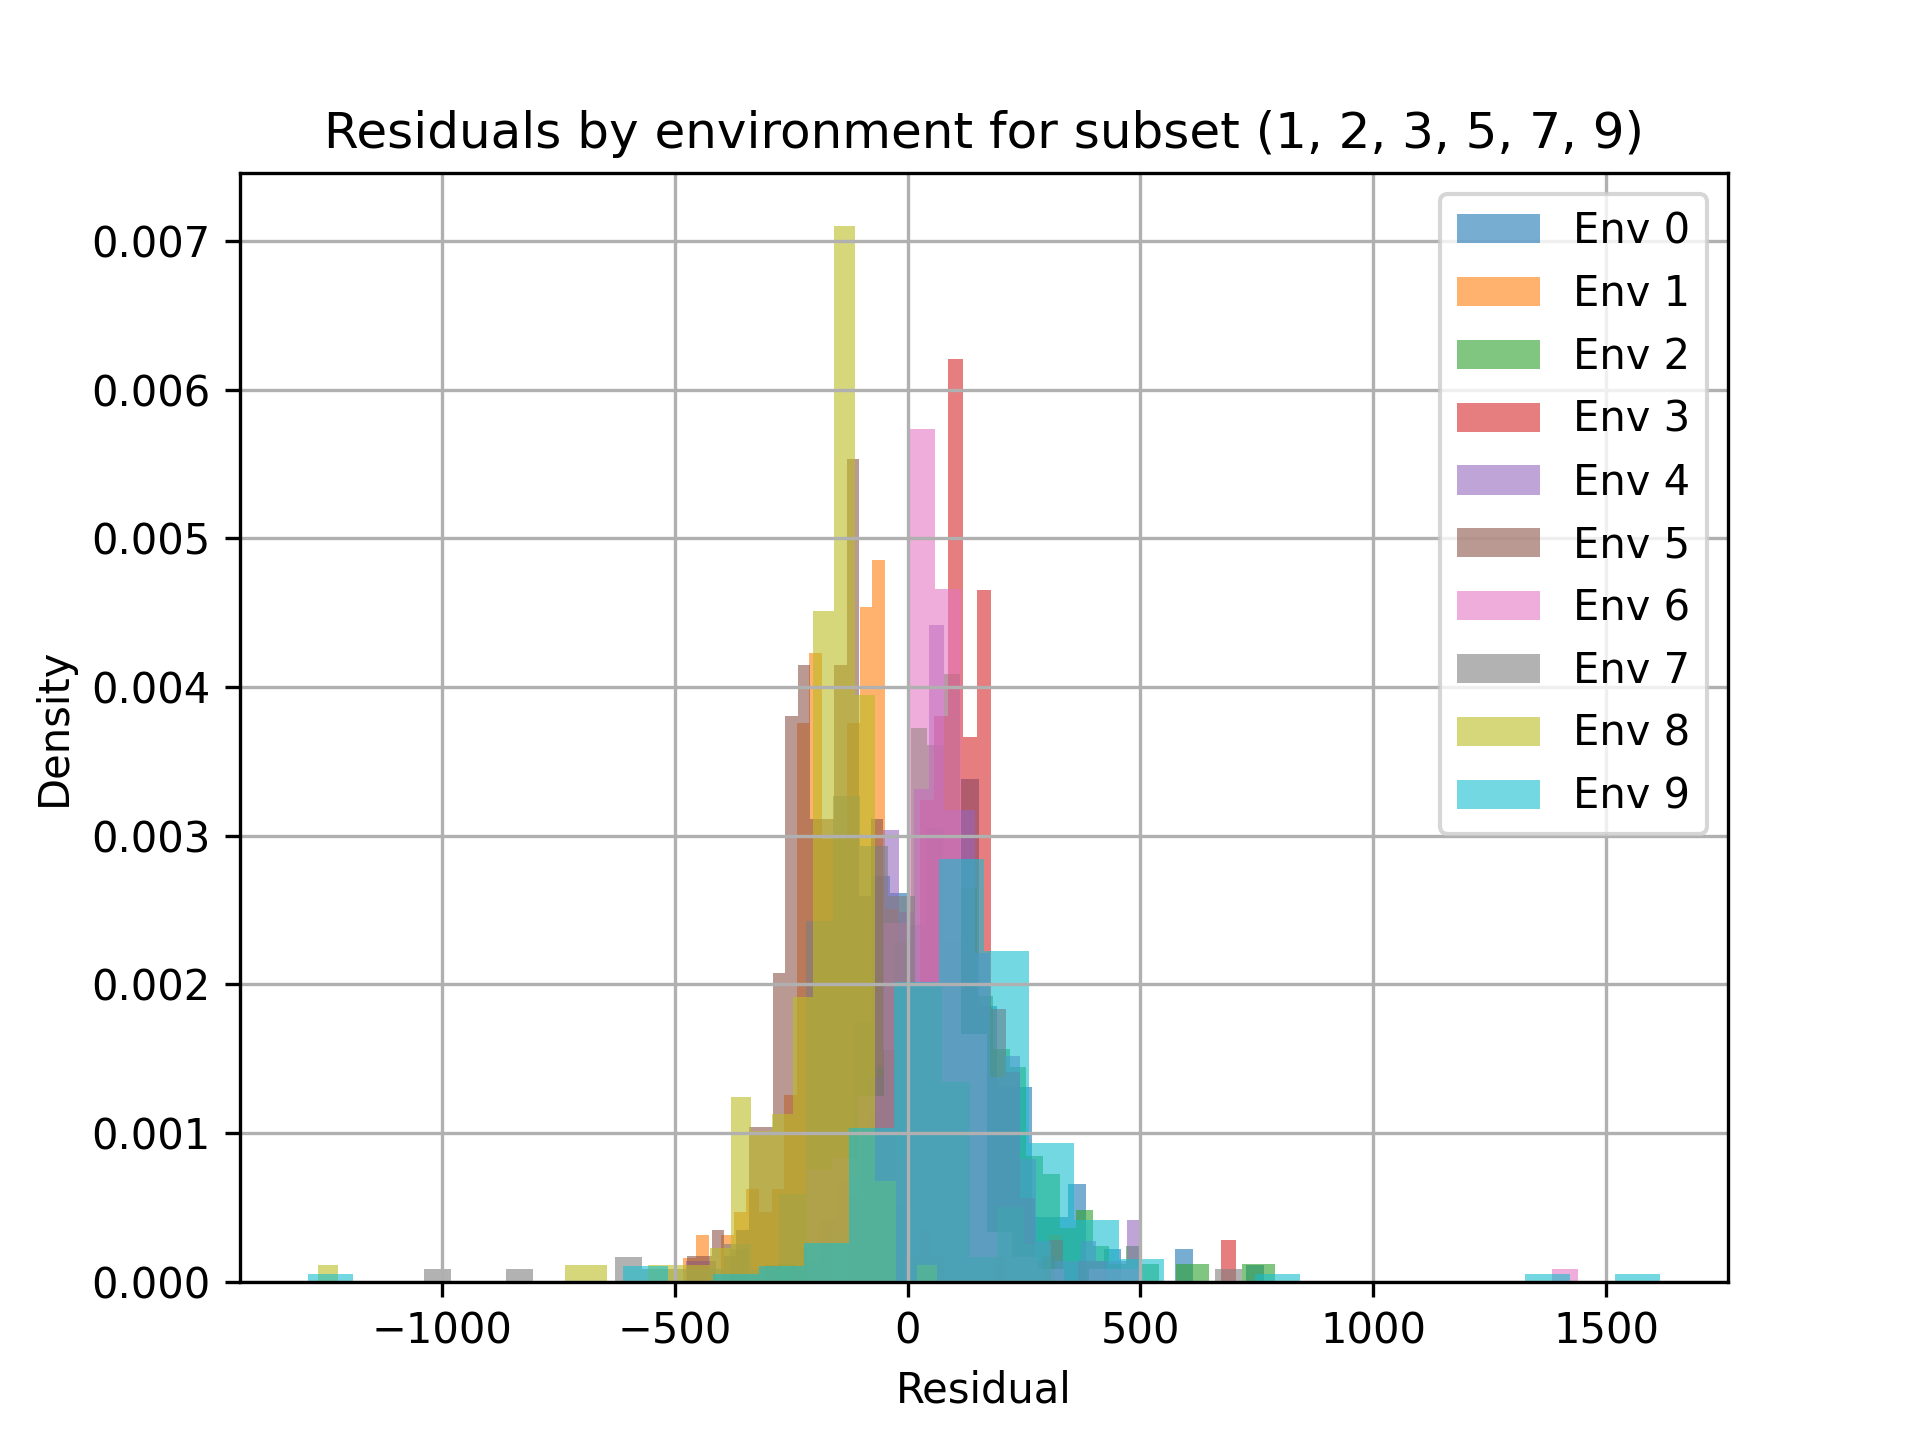 Residuals by environment for subset (1, 2, 3, 5, 7, 9)
0.007
0.006
0.005
0.004
0.003
0.002
0.001
0.000
Density
Env 0
Env 1
Env 2
Env 3
Env 4
Env 5
Env 6
Env 7
Env 8
Env 9
−1000
−500
0
500
1000
1500
Residual